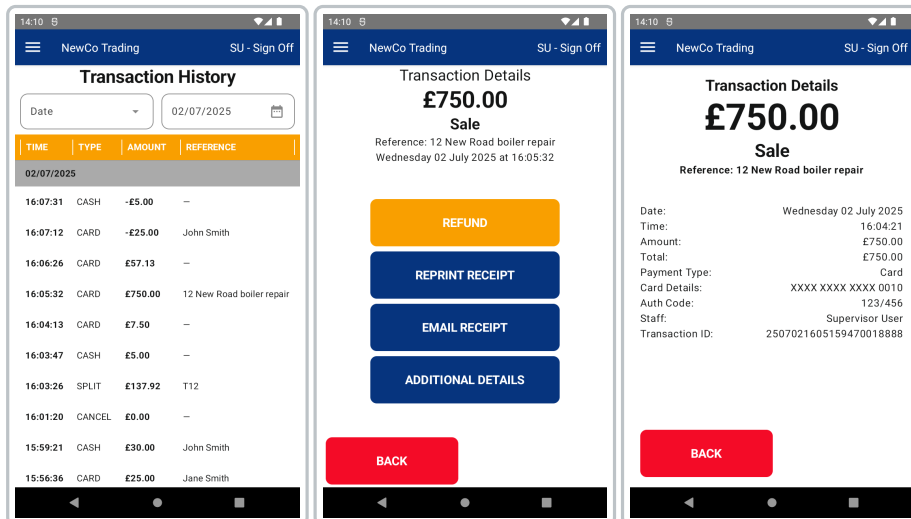 14:10
NewCo Trading SU - Sign Off
Transaction History
Date 02/07/2025
TIME TYPE AMOUNT REFERENCE
02/07/2025
16:07:31 CASH -£5.00 —
16:07:12 CARD -£25.00 John Smith
16:06:26 CARD £57.13 —
16:05:32 CARD £750.00 12 New Road boiler repair
16:04:13 CARD £7.50 —
16:03:47 CASH £5.00 —
16:03:26 SPLIT £137.92 T12
16:01:20 CANCEL £0.00 —
15:59:21 CASH £30.00 John Smith
15:56:36 CARD £25.00 Jane Smith
14:10
NewCo Trading SU - Sign Off
Transaction Details
£750.00
Sale
Reference: 12 New Road boiler repair
Wednesday 02 July 2025 at 16:05:32
REFUND
REPRINT RECEIPT
EMAIL RECEIPT
ADDITIONAL DETAILS
BACK
14:10
NewCo Trading SU - Sign Off
Transaction Details
£750.00
Sale
Reference: 12 New Road boiler repair
Date: Wednesday 02 July 2025
Time: 16:04:21
Amount: £750.00
Total: £750.00
Payment Type: Card
Card Details: XXXX XXXX XXXX 0010
Auth Code: 123/456
Staff: Supervisor User
Transaction ID: 2507021605159470018888
BACK